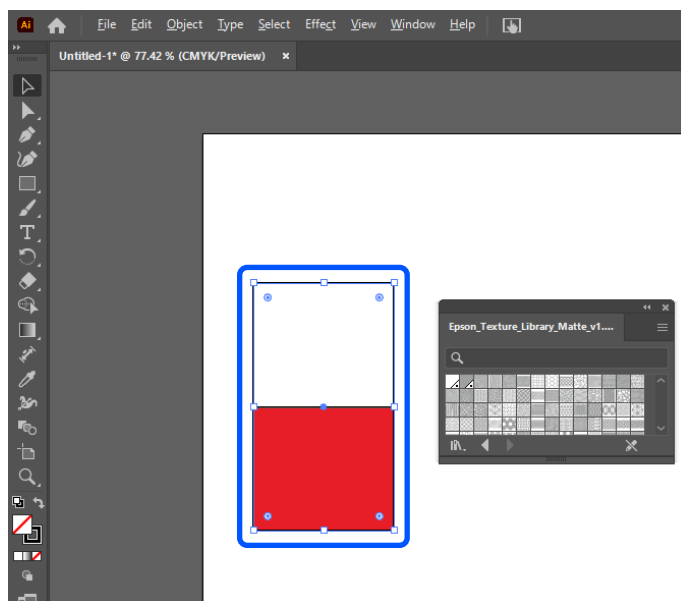 Ai File Edit Object Type Select Effect View Window Help
Untitled-1* @ 77.42 % (CMYK/Preview) ×
Epson_Texture_Library_Matte_v1....